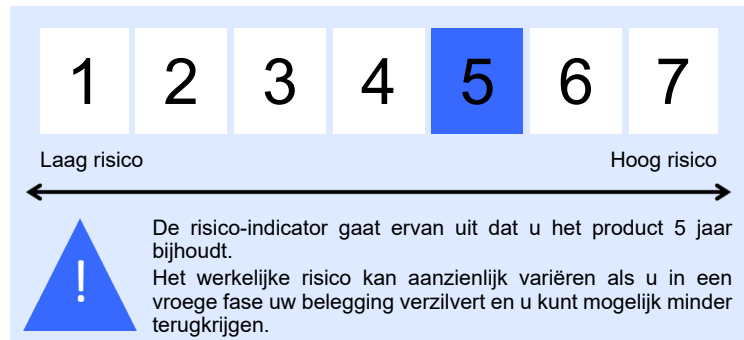 1 2 3 4 5 6 7
Laag risico Hoog risico
!
De risico-indicator gaat ervan uit dat u het product 5 jaar
bijhoudt.
Het werkelijke risico kan aanzienlijk variëren als u in een
vroege fase uw belegging verzilvert en u kunt mogelijk minder
terugkrijgen.